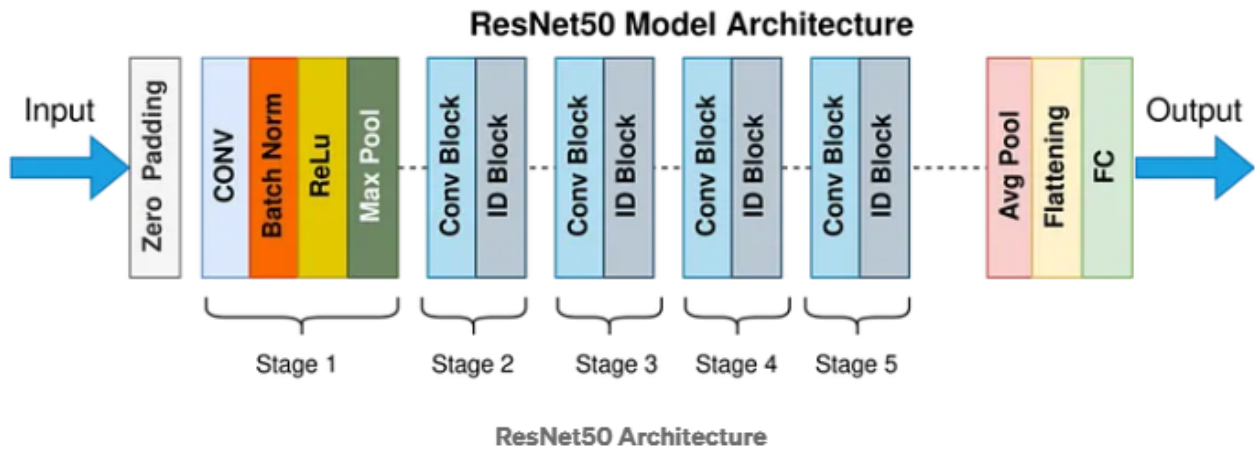 ResNet50 Model Architecture
Input
Zero Padding
CONV
Batch Norm
ReLu
Max Pool
Conv Block
ID Block
Conv Block
ID Block
Conv Block
ID Block
Conv Block
ID Block
Avg Pool
Flattening
FC
Output
Stage 1
Stage 2
Stage 3
Stage 4
Stage 5
ResNet50 Architecture